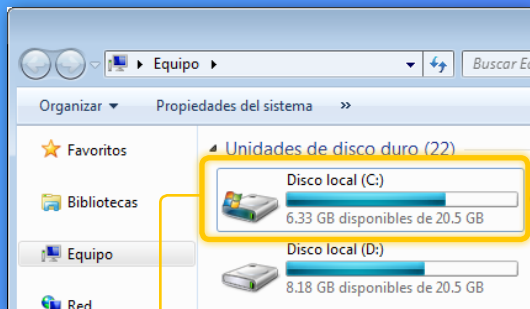 Equipo
Buscar
Organizar
Propiedades del sistema
»
Favoritos
Unidades de disco duro (22)
Disco local (C:)
Bibliotecas
6.33 GB disponibles de 20.5 GB
Equipo
Disco local (D:)
8.18 GB disponibles de 20.5 GB
Red